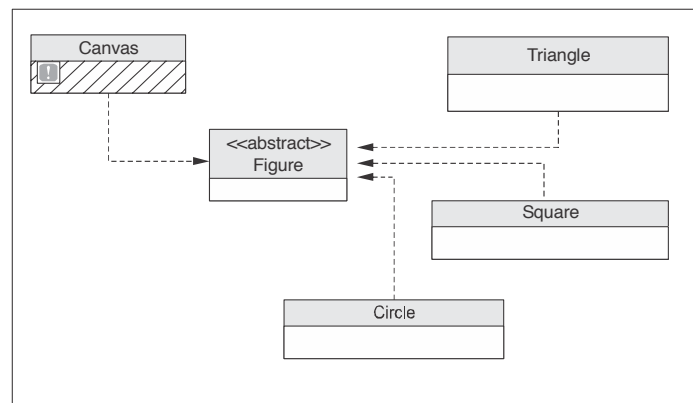 Canvas
!
Triangle
<<abstract>>
Figure
Square
Circle